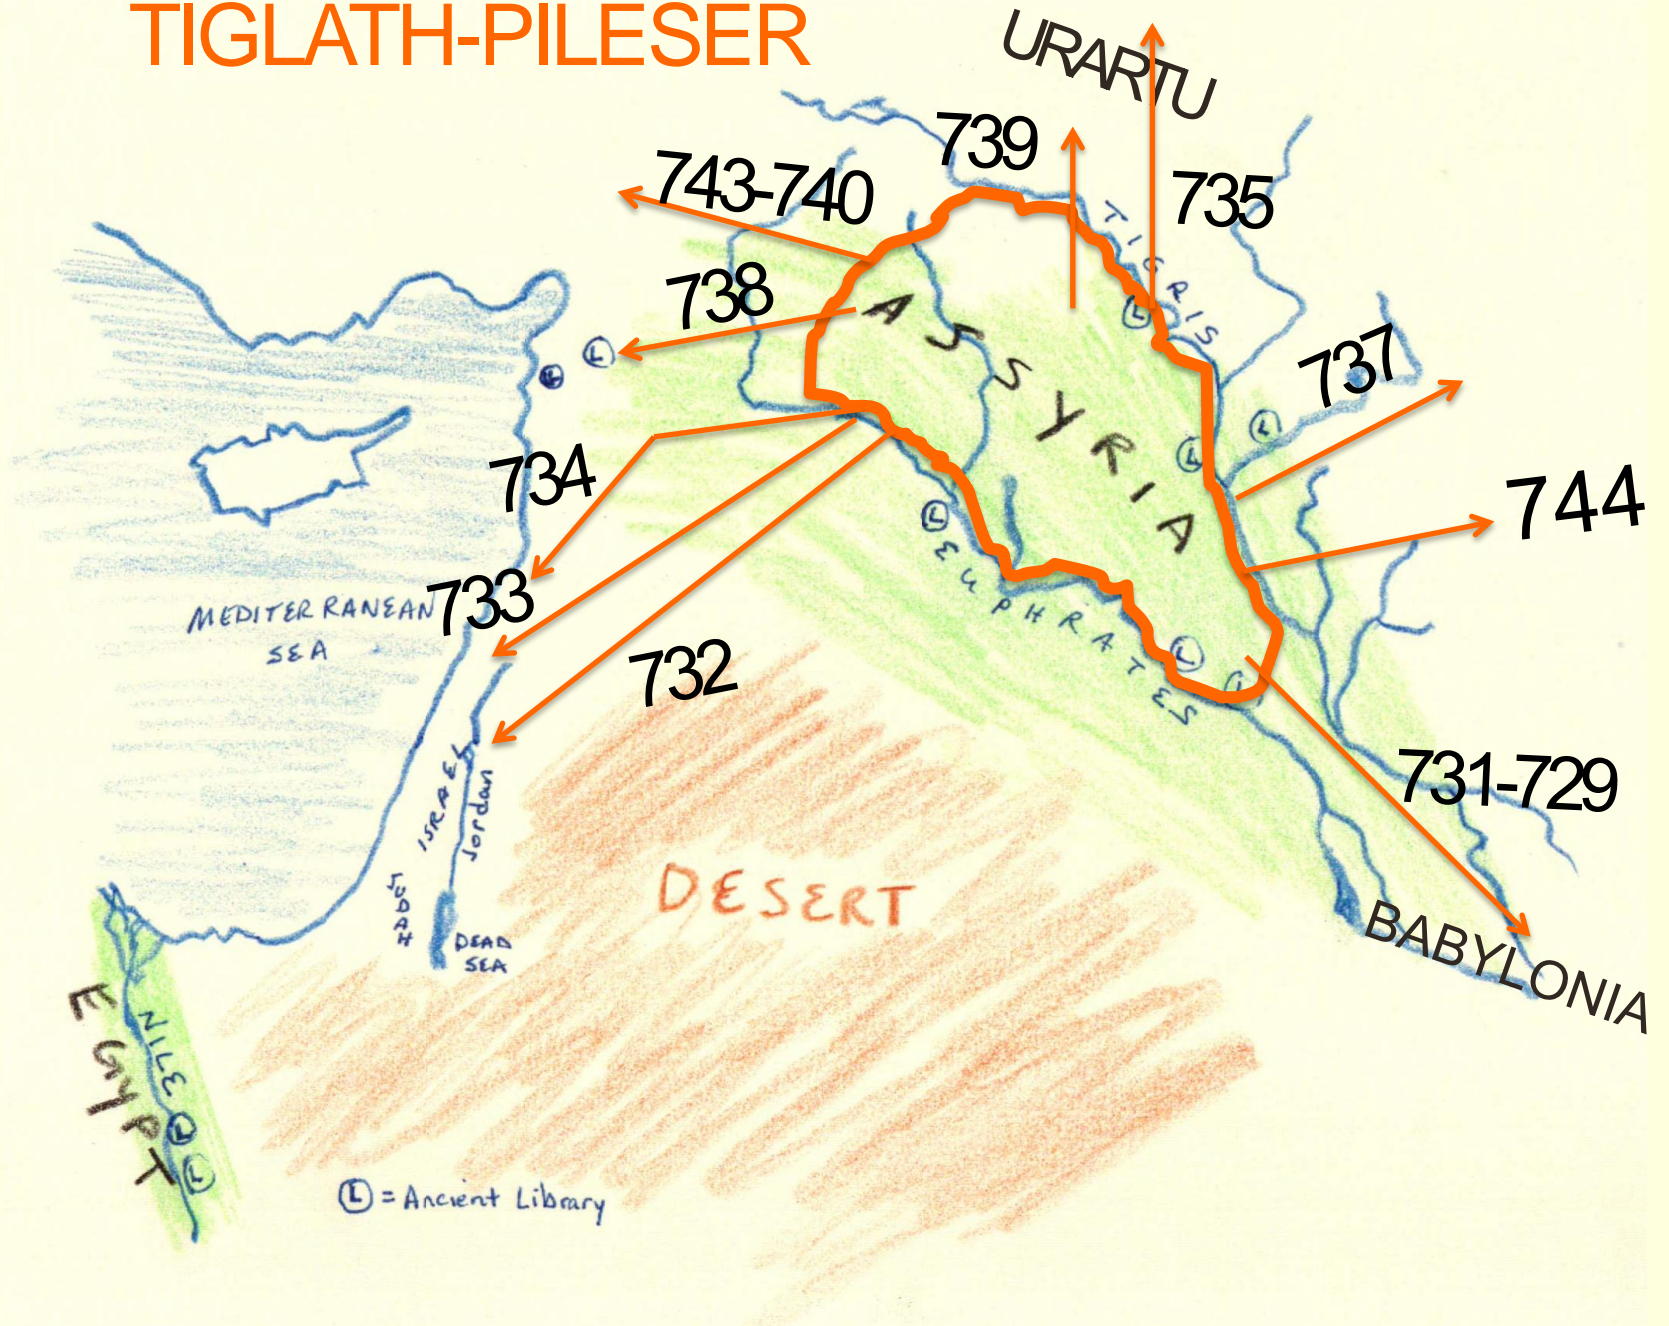 TIGLATH-PILESER
URARTU
739
743-740
735
TIGRIS
738
737
ASSYRIA
L
L
L
L
L
734
744
L
EUPHRATES
733
MEDITERRANEAN
SEA
732
L
L
ISRAEL
Jordan
731-729
JUDAH
DESERT
DEAD
SEA
BABYLONIA
EGYPT
NILE
L
L
L = Ancient Library